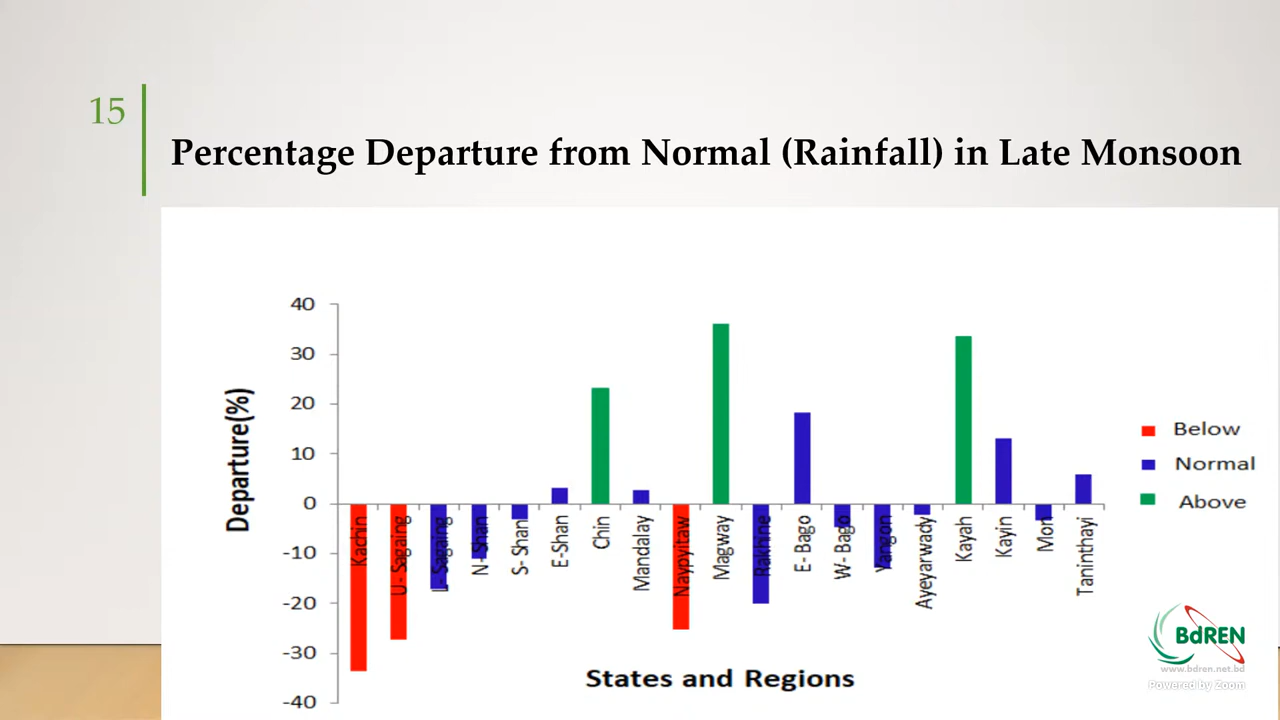 15
Percentage Departure from Normal (Rainfall) in Late Monsoon
40
30
20
10
0
-10
-20
-30
-40
Departure(%)
Kachin
U - Sagaing
L - Sagaing
N-Shan
S- Shan
E-Shan
Chin
Mandalay
Naypyitaw
Magway
Rakhine
E- Bago
W- Bago
Yangon
Ayeyarwady
Kayah
Kayin
Mon
Taninthayi
States and Regions
Below
Normal
Above
BdREN
www.bdren.net.bd
Powered by Zoom